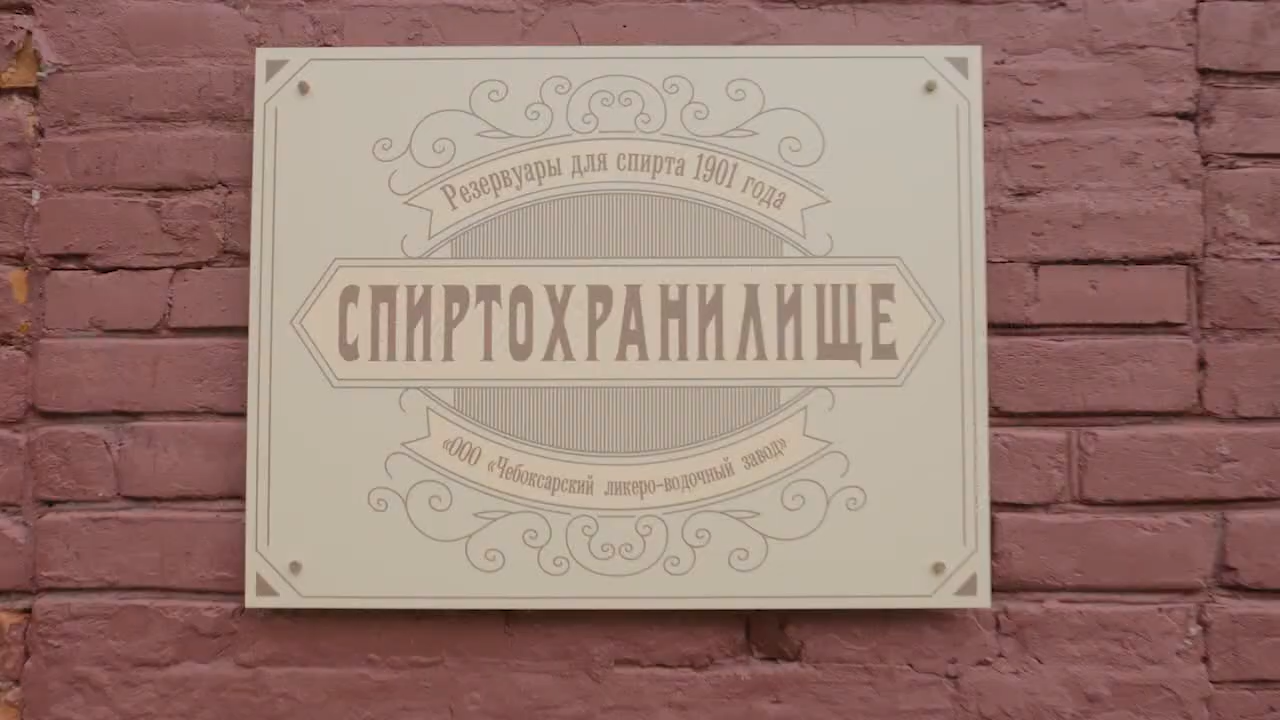 Резервуары для спирта 1901 года
СПИРТОХРАНИЛИЩЕ
«ООО «Чебоксарский ликеро-водочный завод»